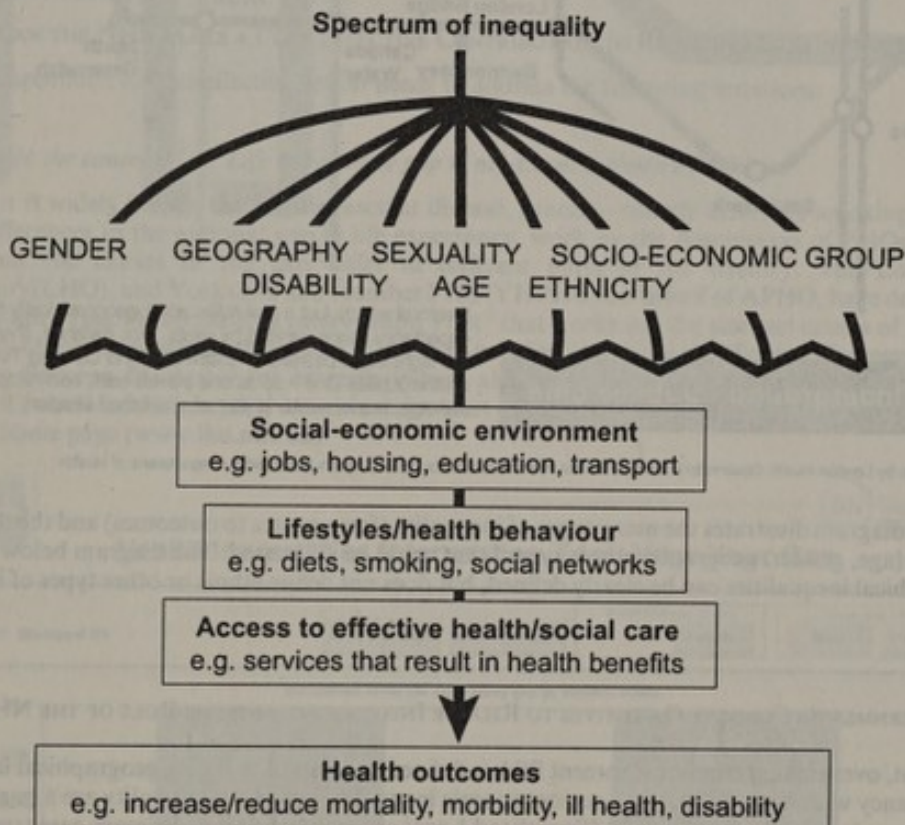 Spectrum of inequality
GENDER GEOGRAPHY SEXUALITY SOCIO-ECONOMIC GROUP
DISABILITY AGE ETHNICITY
Social-economic environment
e.g. jobs, housing, education, transport
Lifestyles/health behaviour
e.g. diets, smoking, social networks
Access to effective health/social care
e.g. services that result in health benefits
Health outcomes
e.g. increase/reduce mortality, morbidity, ill health, disability